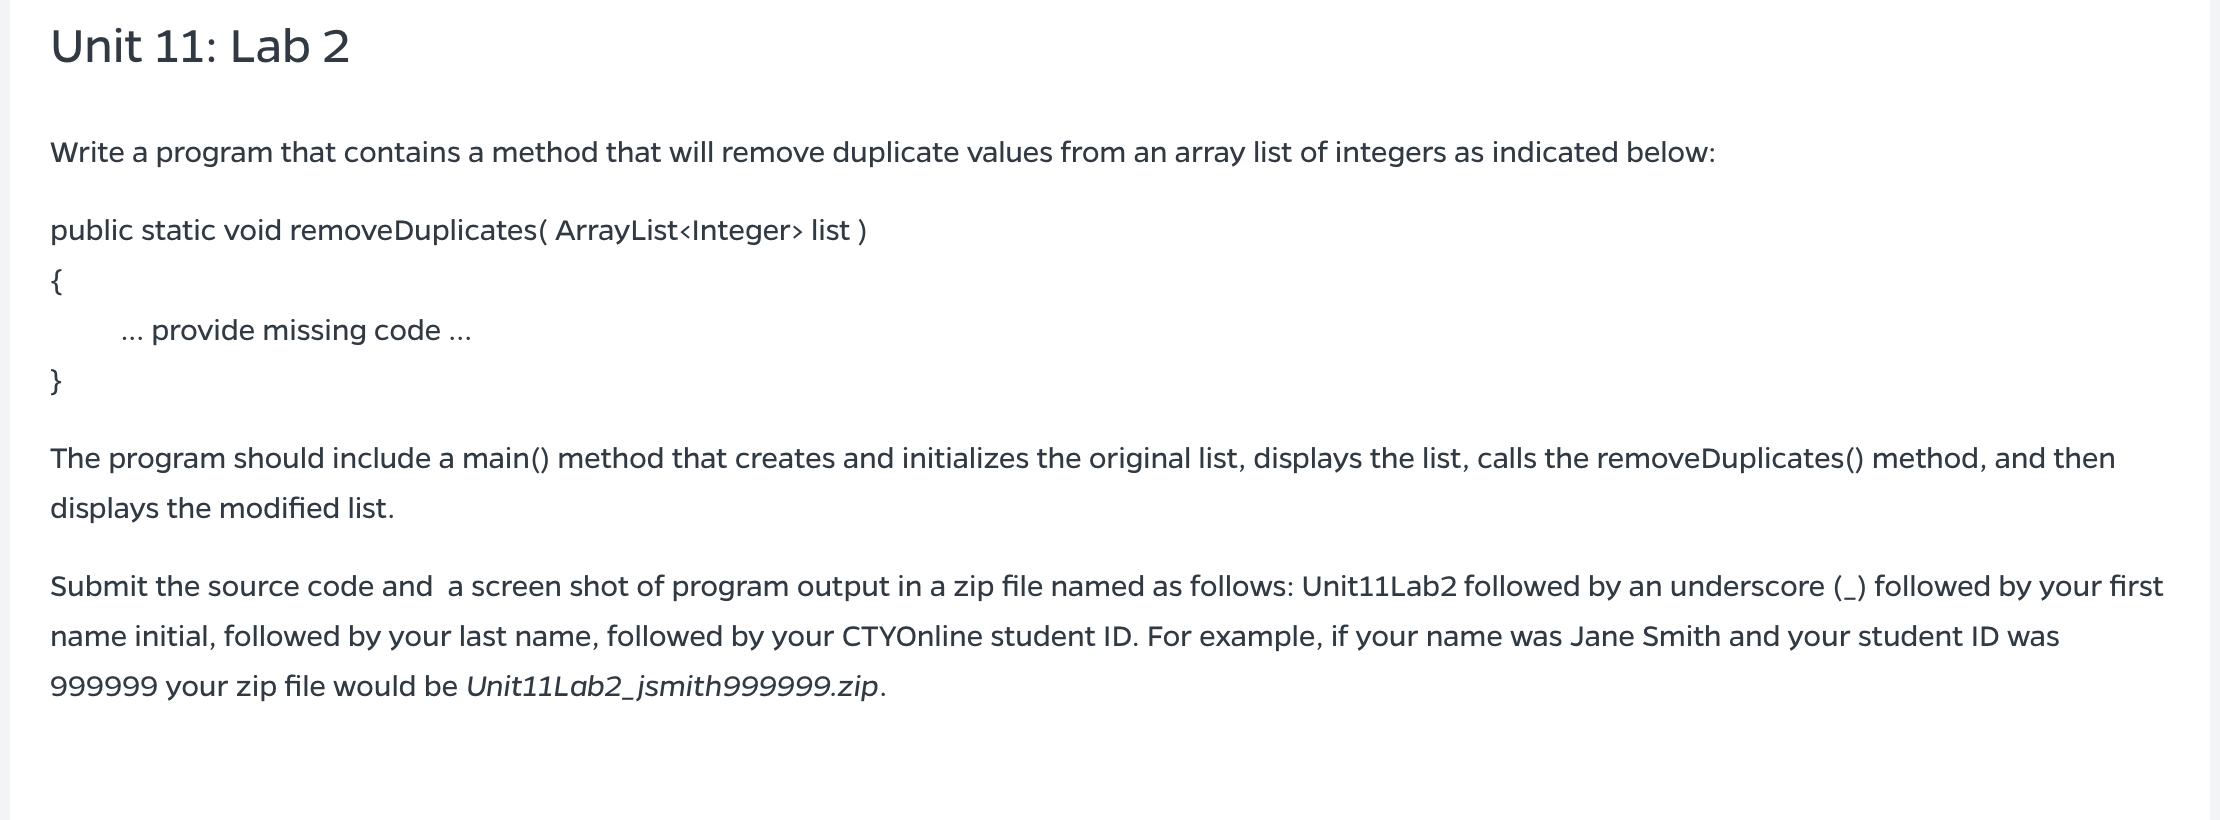 Unit 11: Lab 2
Write a program that contains a method that will remove duplicate values from an array list of integers as indicated below:
public static void removeDuplicates( ArrayList<Integer> list )
{
... provide missing code ...
}
The program should include a main() method that creates and initializes the original list, displays the list, calls the removeDuplicates() method, and then
displays the modified list.
Submit the source code and  a screen shot of program output in a zip file named as follows: Unit11Lab2 followed by an underscore (_) followed by your first
name initial, followed by your last name, followed by your CTYOnline student ID. For example, if your name was Jane Smith and your student ID was
999999 your zip file would be Unit11Lab2_jsmith999999.zip.